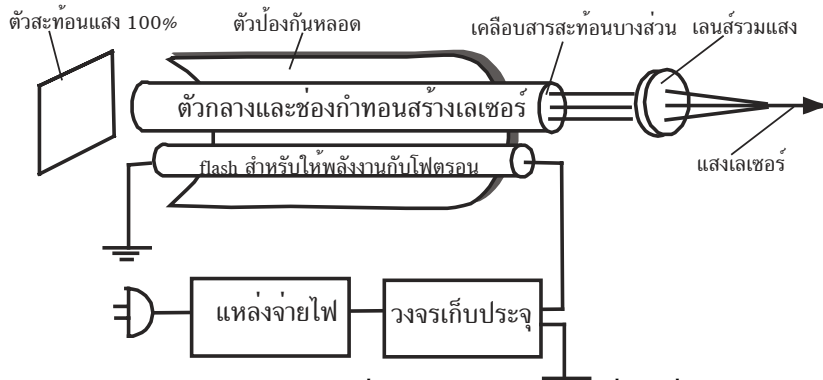 ตัวสะท้อนแสง 100%
ตัวป้องกันหลอด
เคลือบสารสะท้อนบางส่วน
เลนส์รวมแสง
ตัวกลางและช่องกำทอนสร้างเลเซอร์
flash สำหรับให้พลังงานกับโฟตรอน
แสงเลเซอร์
แหล่งจ่ายไฟ
วงจรเก็บประจุ